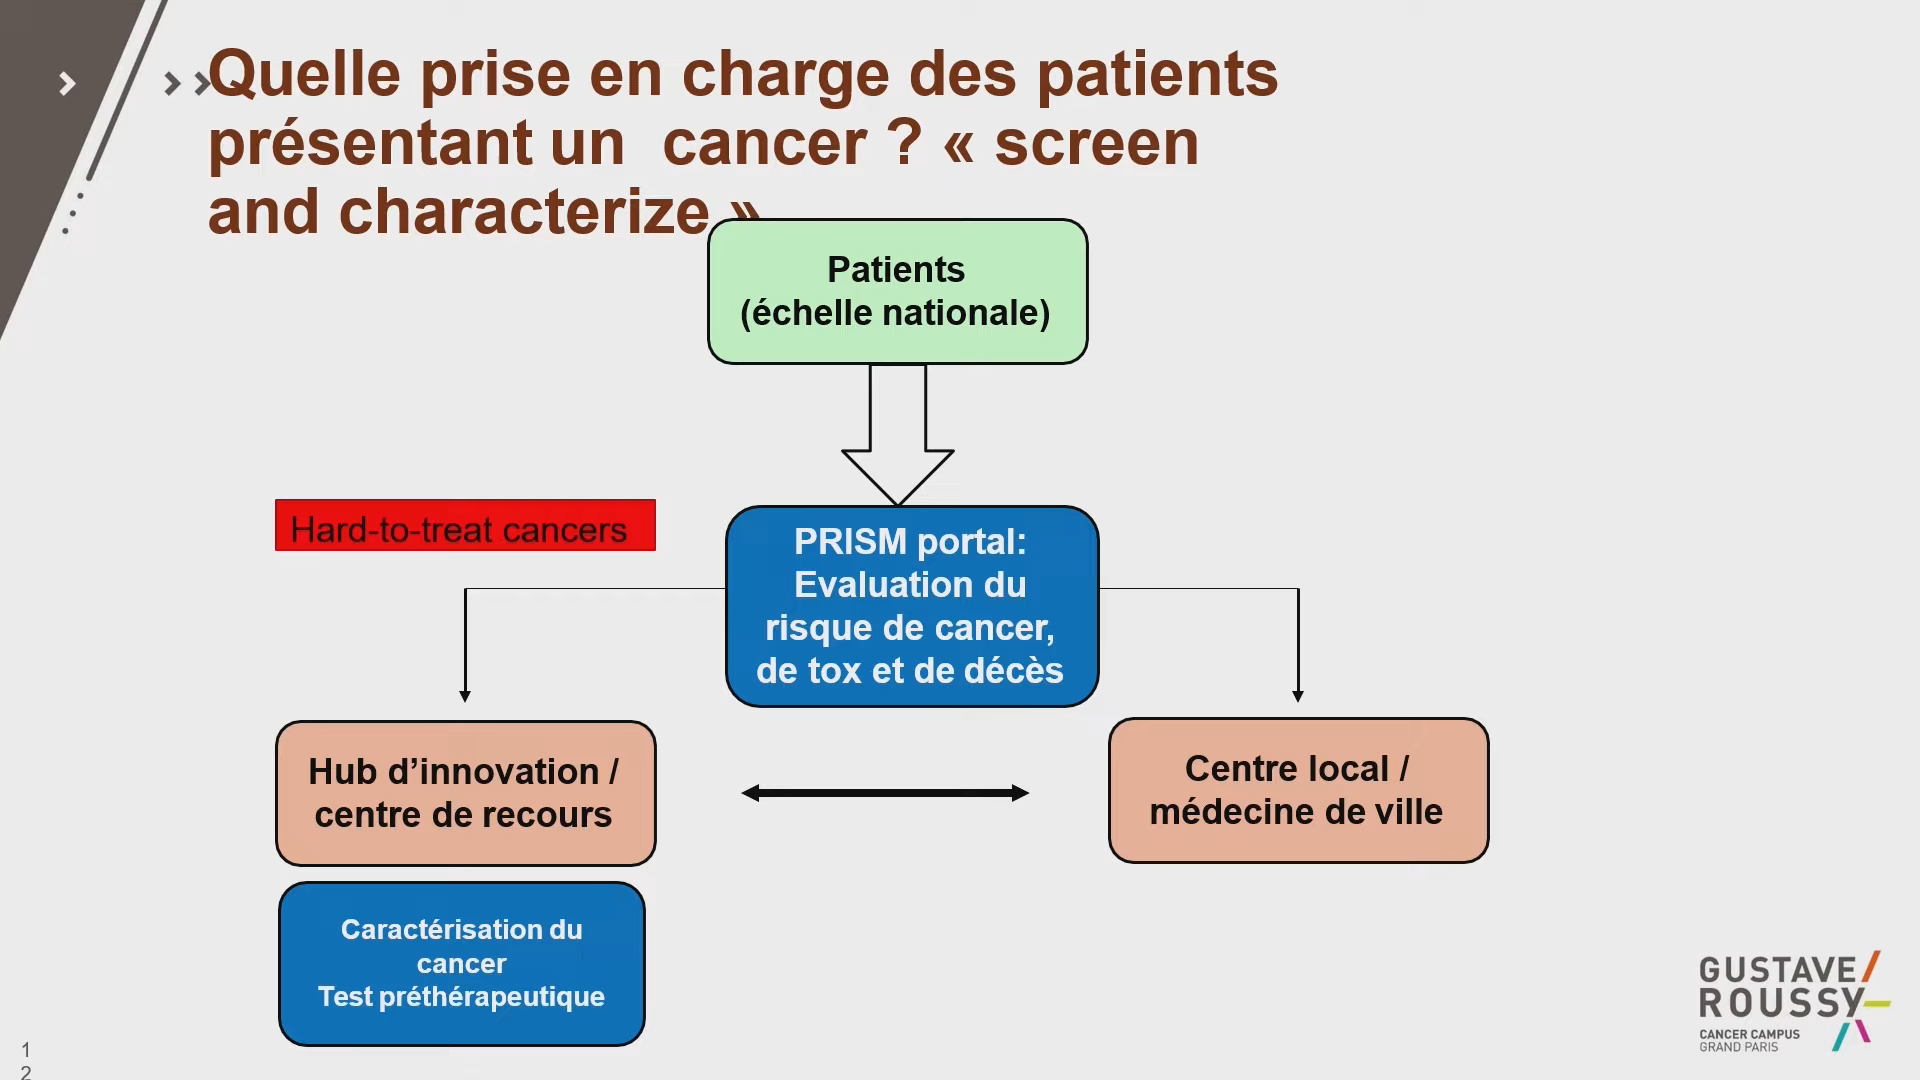 Quelle prise en charge des patients
présentant un  cancer ? « screen
and characterize »
Patients
(échelle nationale)
Hard-to-treat cancers
PRISM portal:
Evaluation du
risque de cancer,
de tox et de décès
Hub d’innovation /
centre de recours
Centre local /
médecine de ville
Caractérisation du
cancer
Test préthérapeutique
GUSTAVE
ROUSSY
CANCER CAMPUS
GRAND PARIS
1
2